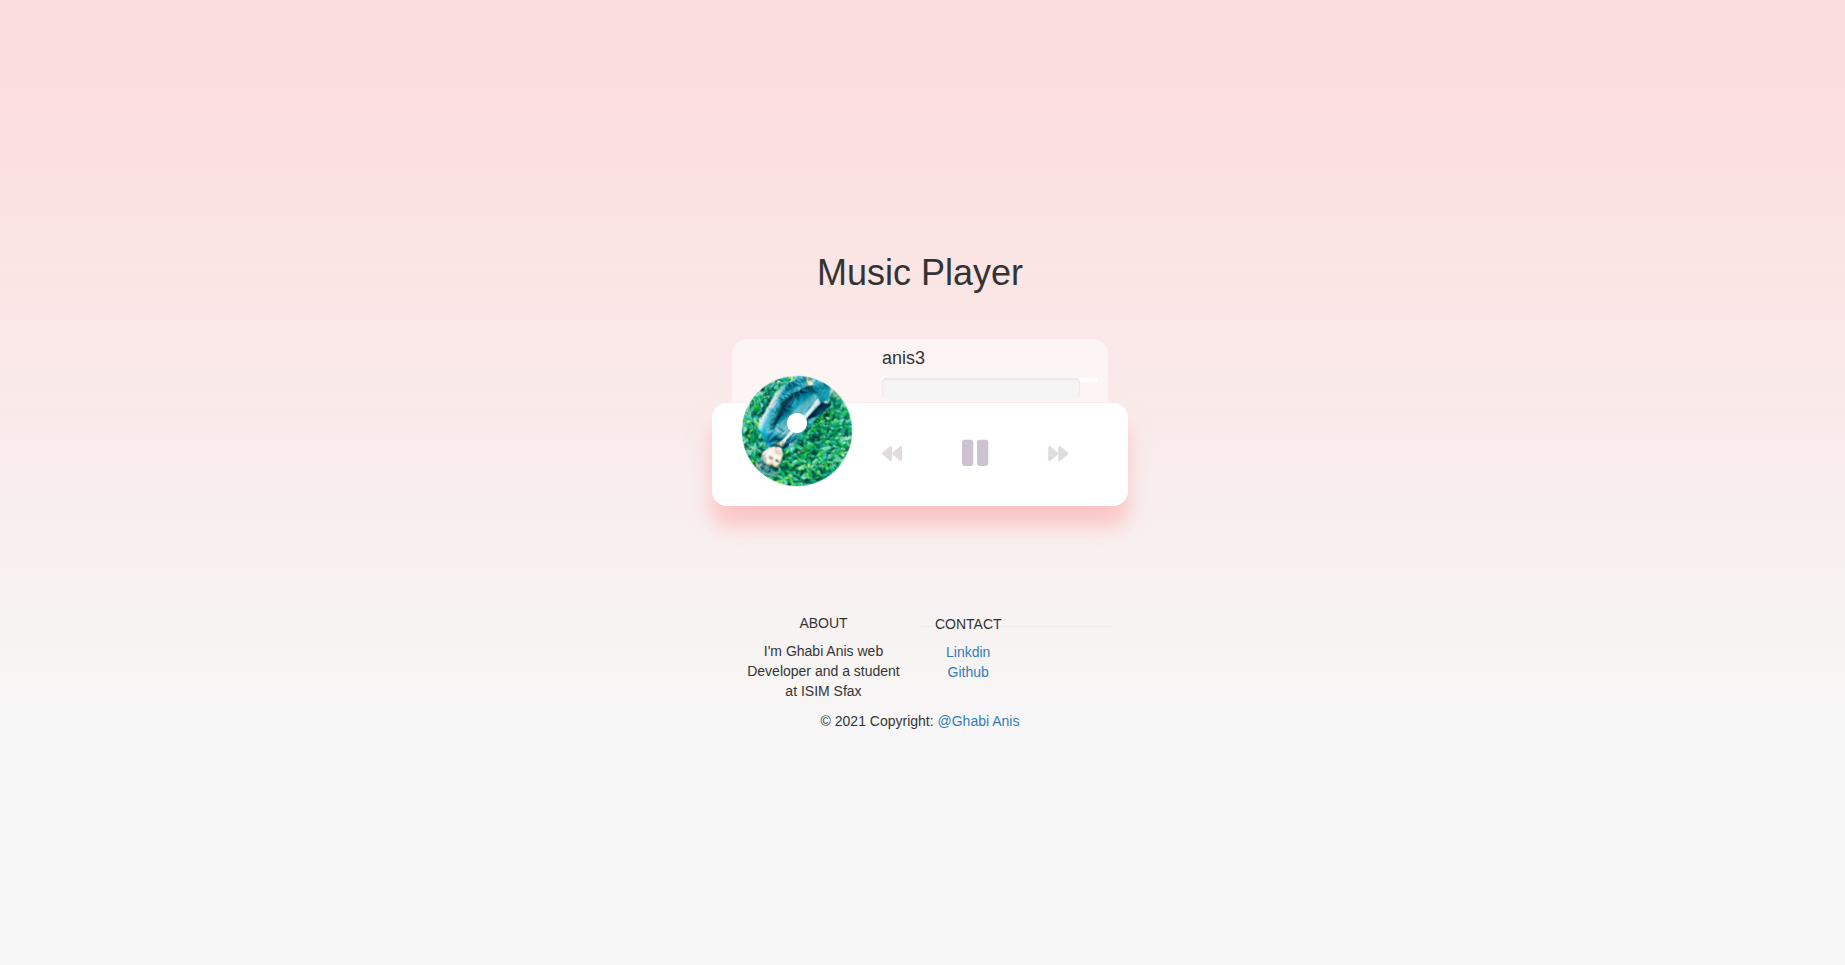 Music Player
anis3
ABOUT
I'm Ghabi Anis web
Developer and a student
at ISIM Sfax
CONTACT
Linkdin
Github
© 2021 Copyright: @Ghabi Anis